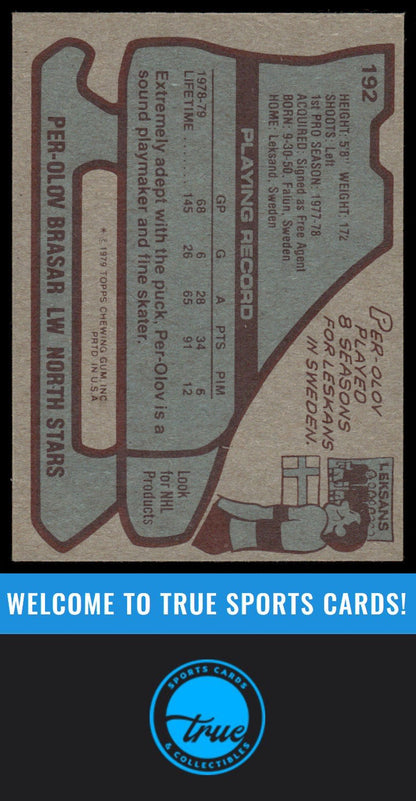 192
HEIGHT: 5'8" WEIGHT: 172
SHOOTS: Left
1st PRO SEASON: 1977-78
ACQUIRED: Signed as Free Agent
BORN: 9-30-50, Falun, Sweden
HOME: Leksand, Sweden
PLAYING RECORD
GP G A PTS PIM
1978-79 68 6 28 34 6
LIFETIME . . . . . . . 145 26 65 91 12
Extremely adept with the puck, Per-Olov is a
sound playmaker and fine skater.
* © 1979 TOPPS CHEWING GUM, INC.
PRTD IN U.S.A.
PER-OLOV BRASAR LW NORTH STARS
PER-OLOV
PLAYED
8 SEASONS
FOR LESKANS
IN SWEDEN.
LEKSANS
Look
for NHL
Products
WELCOME TO TRUE SPORTS CARDS!
SPORTS CARDS
true
& COLLECTIBLES